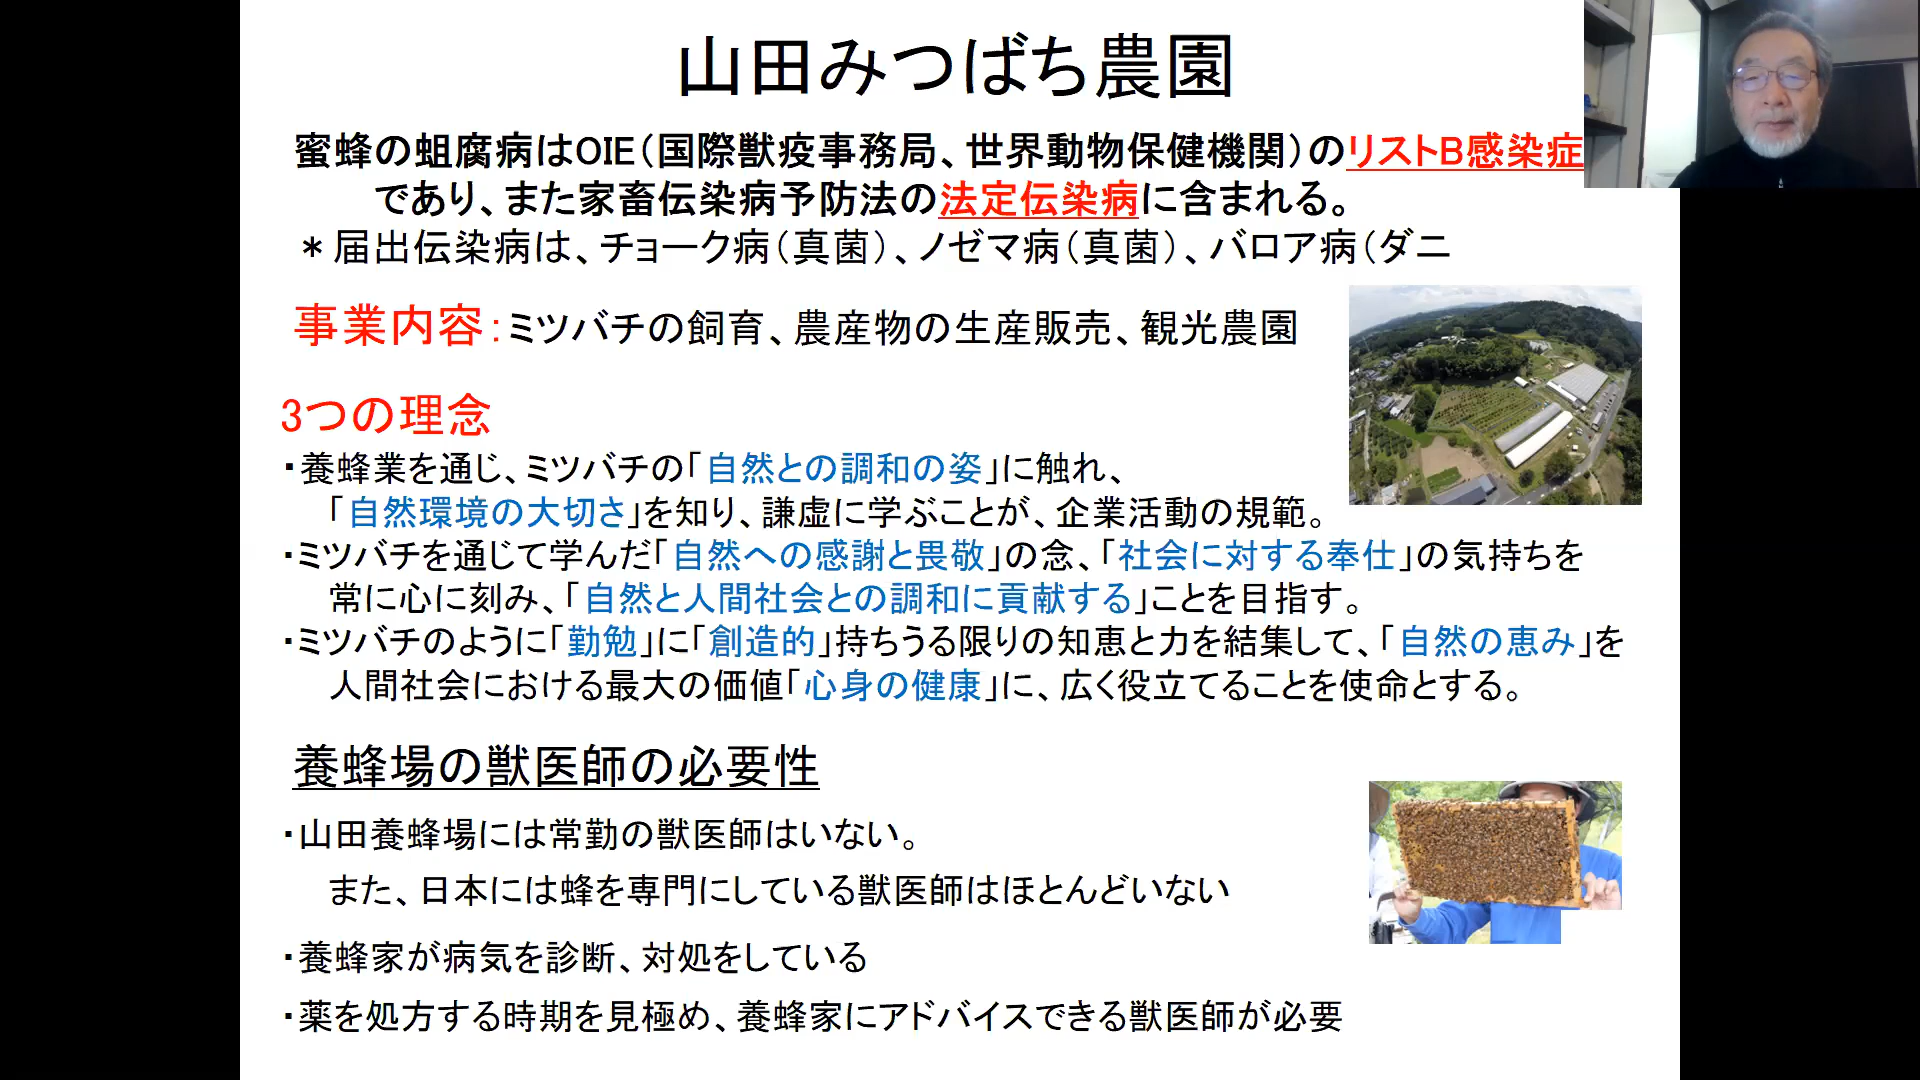 山田みつばち農園
蜜蜂の蛆腐病はOIE（国際獣疫事務局、世界動物保健機関）のリストB感染症
であり、また家畜伝染病予防法の法定伝染病に含まれる。
＊届出伝染病は、チョーク病（真菌）、ノゼマ病（真菌）、バロア病（ダニ
事業内容：ミツバチの飼育、農産物の生産販売、観光農園
3つの理念
・養蜂業を通じ、ミツバチの「自然との調和の姿」に触れ、
「自然環境の大切さ」を知り、謙虚に学ぶことが、企業活動の規範。
・ミツバチを通じて学んだ「自然への感謝と畏敬」の念、「社会に対する奉仕」の気持ちを
常に心に刻み、「自然と人間社会との調和に貢献する」ことを目指す。
・ミツバチのように「勤勉」に「創造的」持ちうる限りの知恵と力を結集して、「自然の恵み」を
人間社会における最大の価値「心身の健康」に、広く役立てることを使命とする。
養蜂場の獣医師の必要性
・山田養蜂場には常勤の獣医師はいない。
また、日本には蜂を専門にしている獣医師はほとんどいない
・養蜂家が病気を診断、対処をしている
・薬を処方する時期を見極め、養蜂家にアドバイスできる獣医師が必要